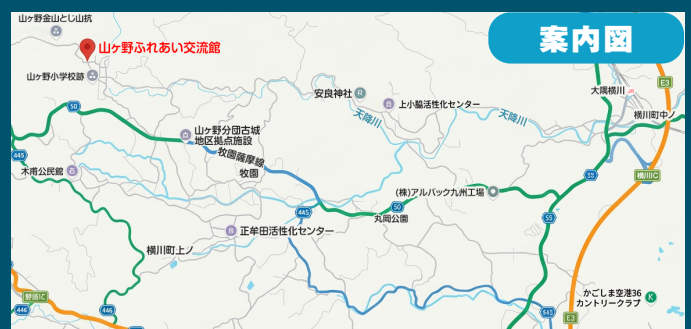 案内図
山ヶ野金山とじ山抗
山ヶ野ふれあい交流館
山ヶ野小学校跡
E3
大隅横川
JR
安良神社
上小脇活性化センター
天降川
天降川
横川町中ノ
50
山ヶ野分団古城
地区拠点施設
牧園薩摩線
牧園
445
木甫公民館
横川IC
55
(株)アルバック九州工場
50
445
丸岡公園
55
正牟田活性化センター
横川町上ノ
かごしま空港36
カントリークラブ
446
446
E3